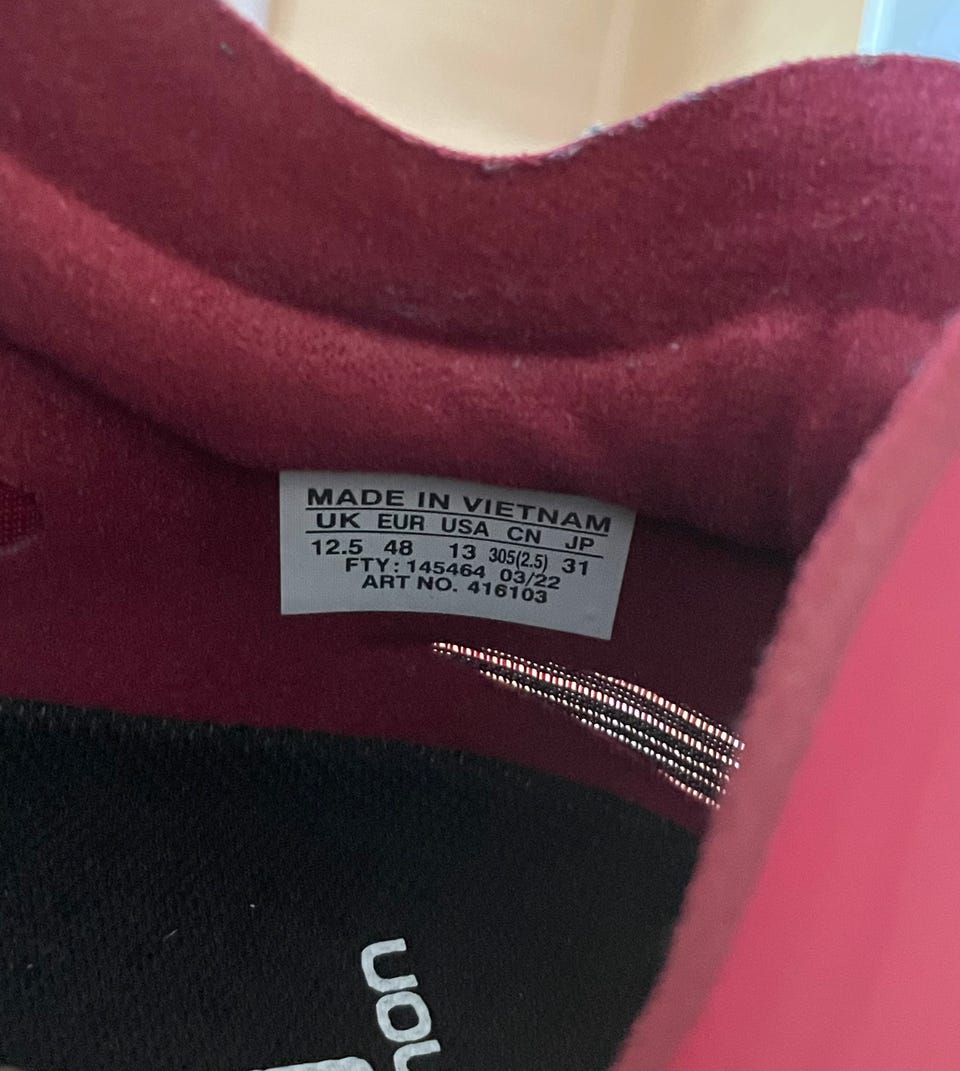 MADE IN VIETNAM
UK EUR USA CN JP
12.5 48 13 305(2.5) 31
FTY: 145464 03/22
ART NO. 416103